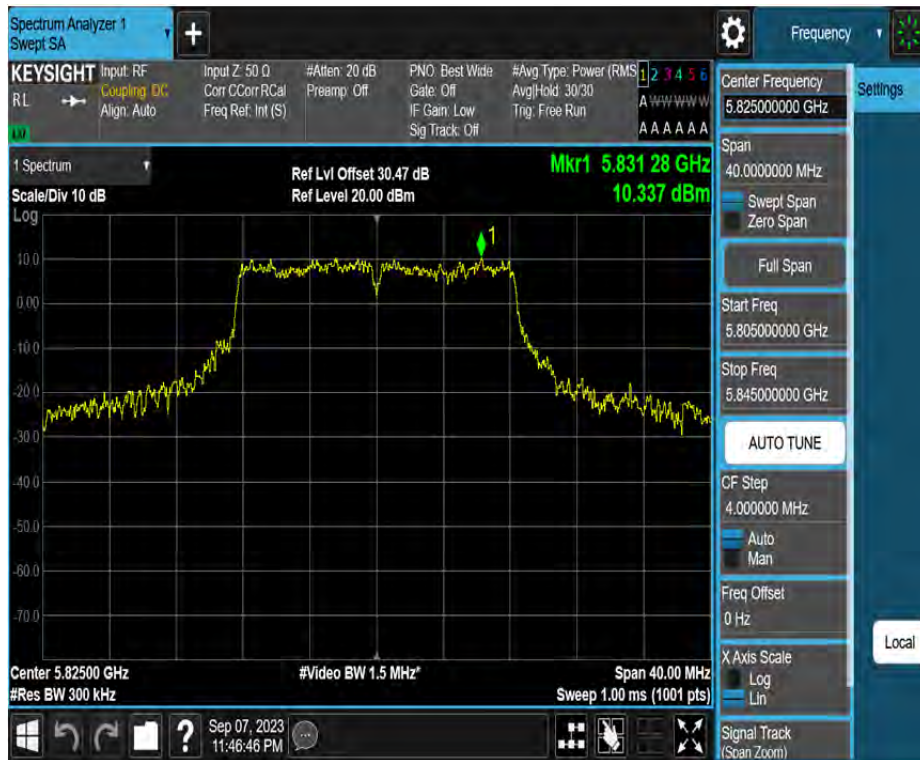 Spectrum Analyzer 1
Swept SA
+
Frequency
KEYSIGHT Input: RF Input Z: 50 Ω #Atten: 20 dB PNO: Best Wide #Avg Type: Power (RMS 1 2 3 4 5 6
RL Coupling: DC Corr CCorr RCal Preamp: Off Gate: Off Avg|Hold: 30/30 A W W W W W
Align: Auto Freq Ref: Int (S) IF Gain: Low Trig: Free Run
Sig Track: Off A A A A A A
1 Spectrum
Ref Lvl Offset 30.47 dB Mkr1 5.831 28 GHz
Scale/Div 10 dB Ref Level 20.00 dBm 10.337 dBm
Log
1
10.0
0.00
-10.0
-20.0
-30.0
-40.0
-50.0
-60.0
-70.0
Center 5.82500 GHz #Video BW 1.5 MHz* Span 40.00 MHz
#Res BW 300 kHz Sweep 1.00 ms (1001 pts)
Sep 07, 2023
11:46:46 PM
?
Center Frequency
5.825000000 GHz
Settings
Span
40.0000000 MHz
Swept Span
Zero Span
Full Span
Start Freq
5.805000000 GHz
Stop Freq
5.845000000 GHz
AUTO TUNE
CF Step
4.000000 MHz
Auto
Man
Freq Offset
0 Hz
Local
X Axis Scale
Log
Lin
Signal Track
(Span Zoom)